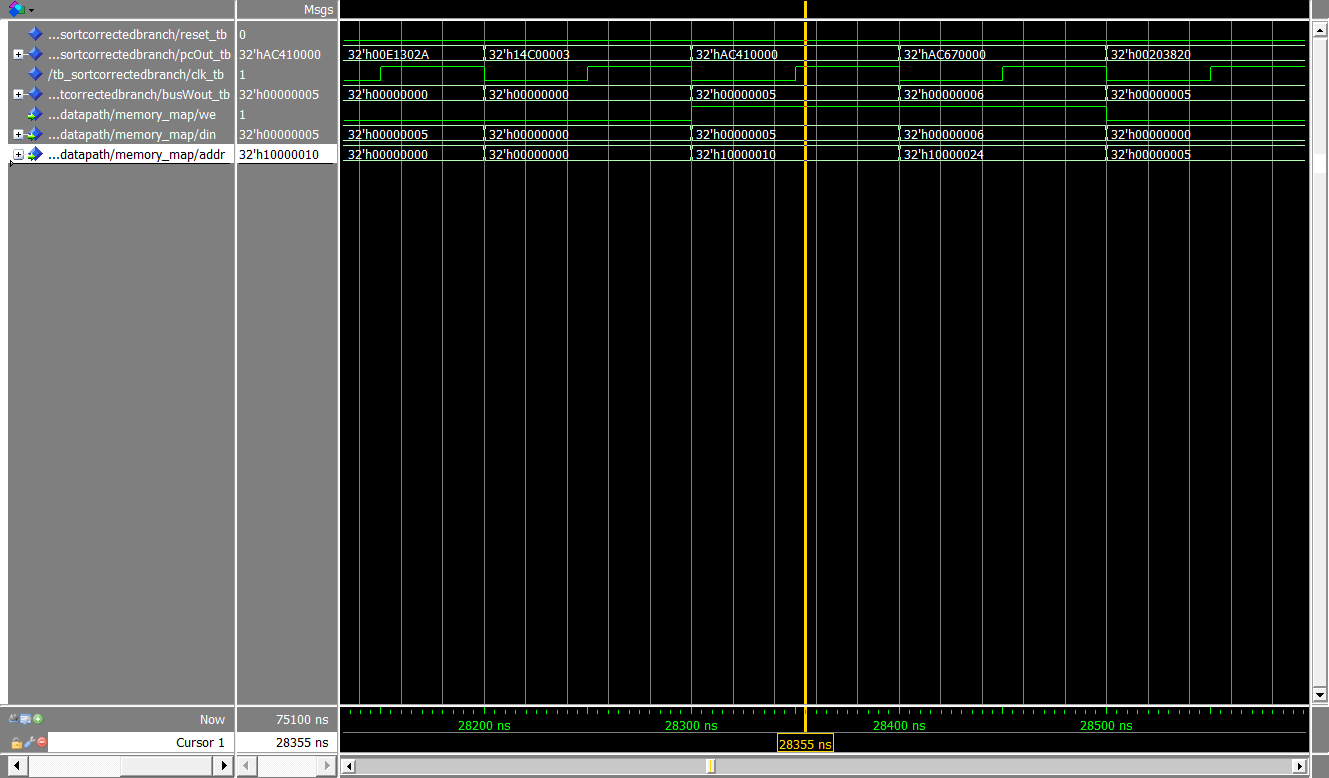 Msgs
...sortcorrectedbranch/reset_tb 0
...sortcorrectedbranch/pcOut_tb 32'hAC410000 32'h00E1302A 32'h14C00003 32'hAC410000 32'hAC670000 32'h00203820
/tb_sortcorrectedbranch/clk_tb 1
...tcorrectedbranch/busWout_tb 32'h00000005 32'h00000000 32'h00000000 32'h00000005 32'h00000006 32'h00000005
...datapath/memory_map/we 1
...datapath/memory_map/din 32'h00000005 32'h00000005 32'h00000000 32'h00000005 32'h00000006 32'h00000000
...datapath/memory_map/addr 32'h10000010 32'h00000000 32'h00000000 32'h10000010 32'h10000024 32'h00000005
Now 75100 ns 28200 ns 28300 ns 28400 ns 28500 ns
Cursor 1 28355 ns 28355 ns